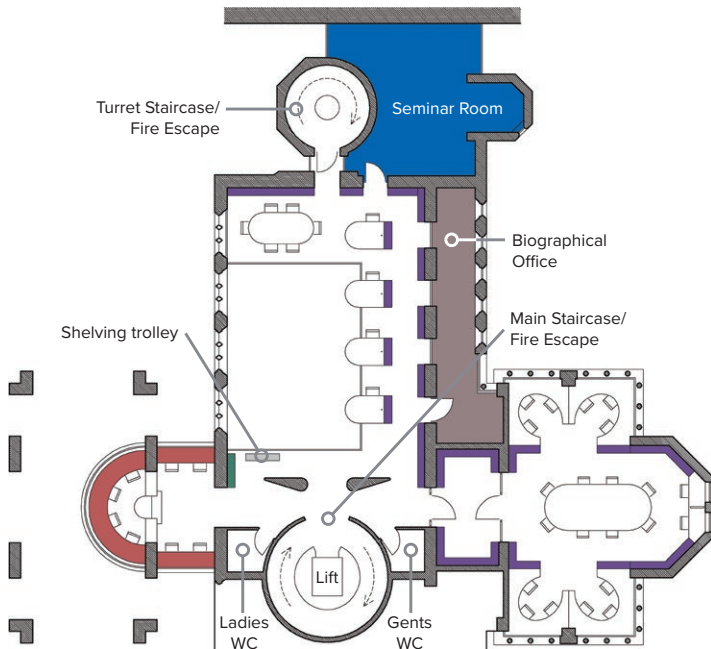 Turret Staircase/
Fire Escape
Seminar Room
Biographical
Office
Shelving trolley
Main Staircase/
Fire Escape
Lift
Ladies
WC
Gents
WC